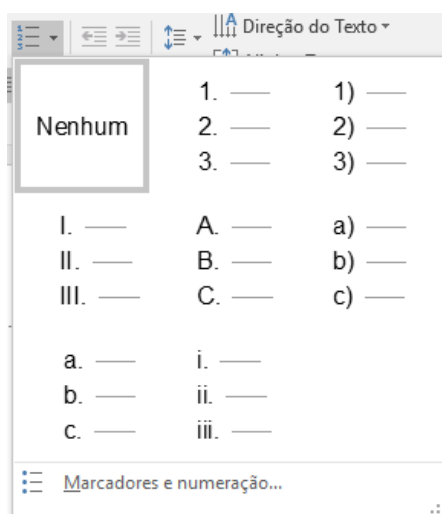 Direção do Texto
Nenhum
1.
2.
3.
1)
2)
3)
I.
II.
III.
A.
B.
C.
a)
b)
c)
a.
b.
c.
i.
ii.
iii.
Marcadores e numeração...